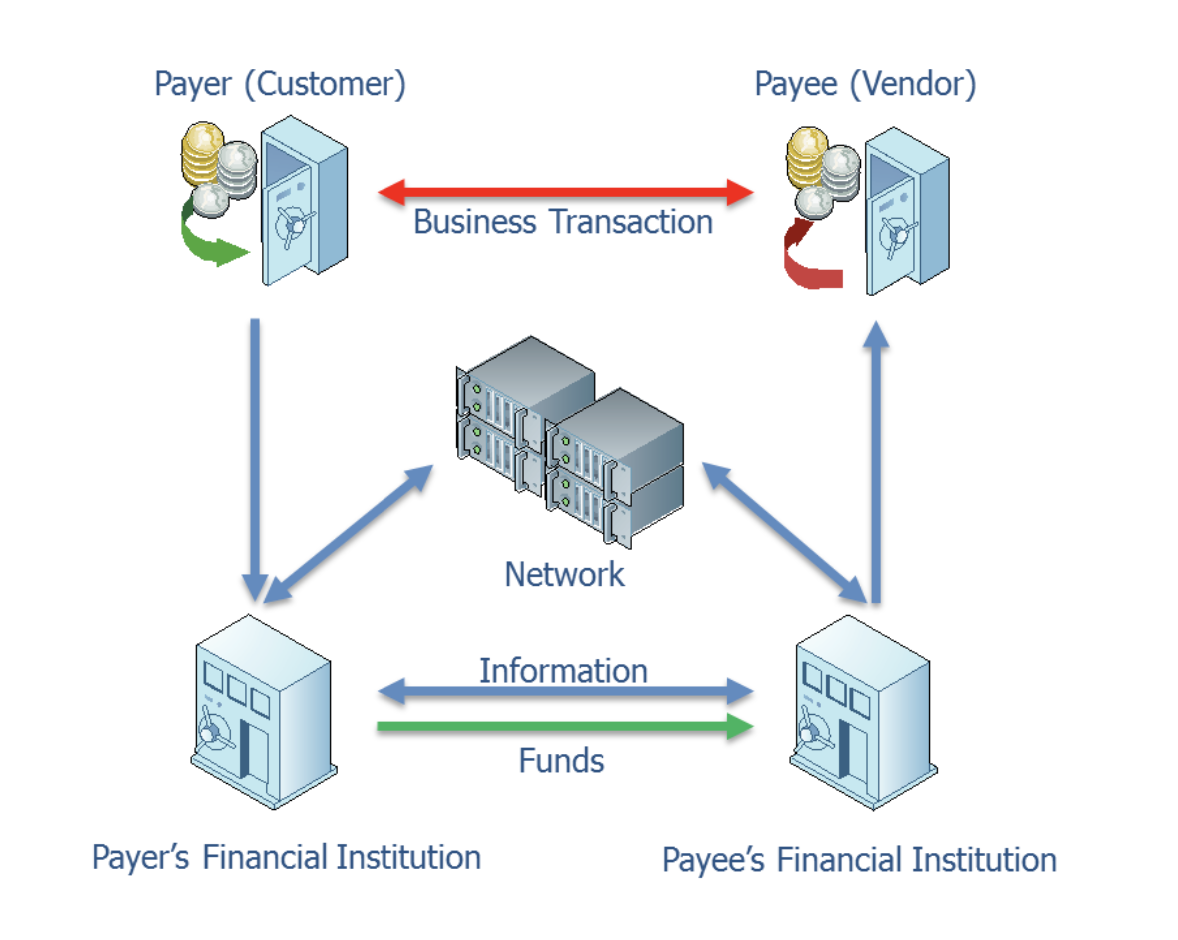 Payer (Customer)
Payee (Vendor)
Business Transaction
Network
Information
Funds
Payer’s Financial Institution
Payee’s Financial Institution